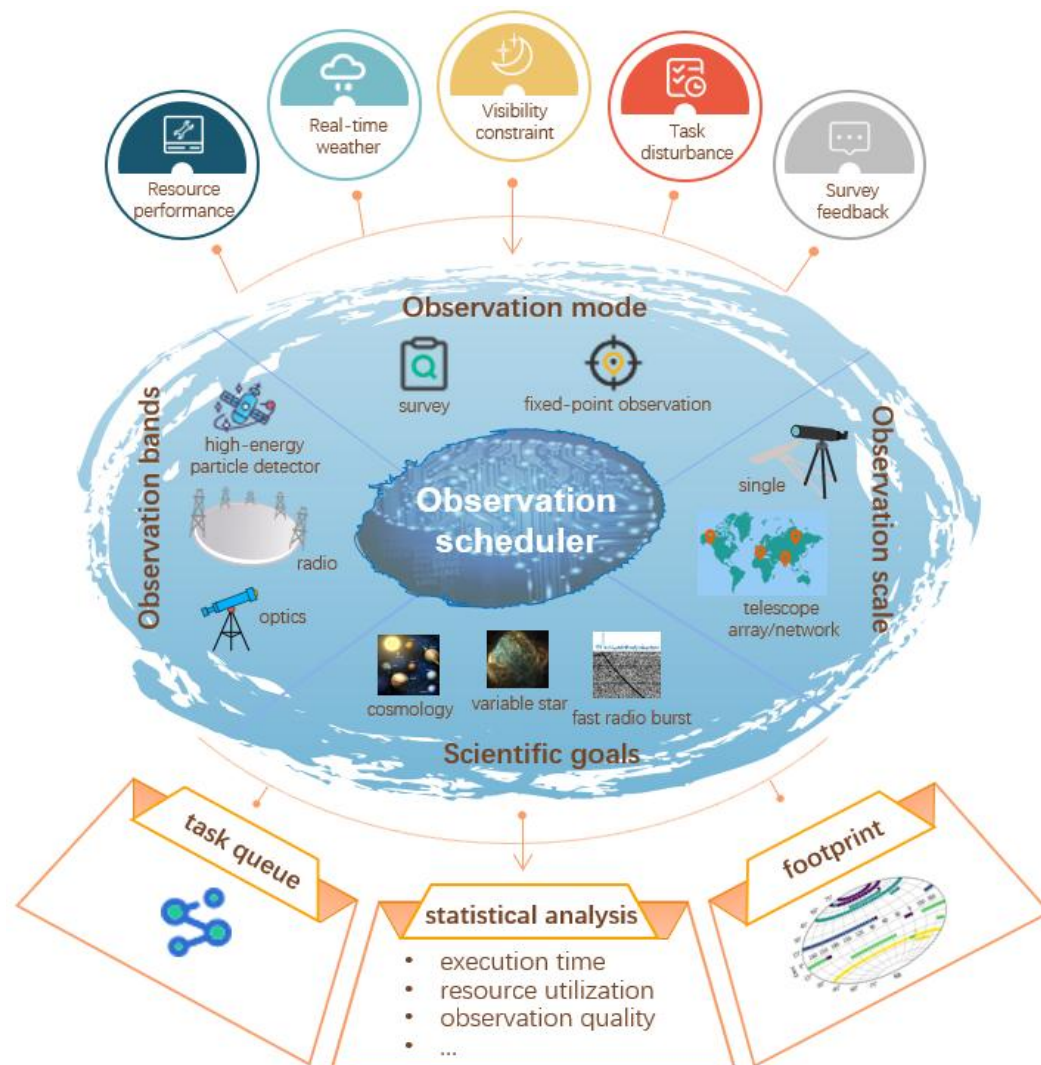 Real-time
weather
Visibility
constraint
Task
disturbance
Resource
performance
Survey
feedback
Observation mode
survey
fixed-point observation
Observation bands
high-energy
particle detector
radio
optics
Observation
scheduler
Observation scale
single
telescope
array/network
cosmology
variable star
fast radio burst
Scientific goals
task queue
statistical analysis
• execution time
• resource utilization
• observation quality
• ...
footprint